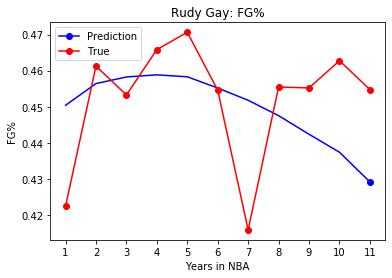 Rudy Gay: FG%
Prediction
True
0.47
0.46
0.45
0.44
0.43
0.42
FG%
1 2 3 4 5 6 7 8 9 10 11
Years in NBA